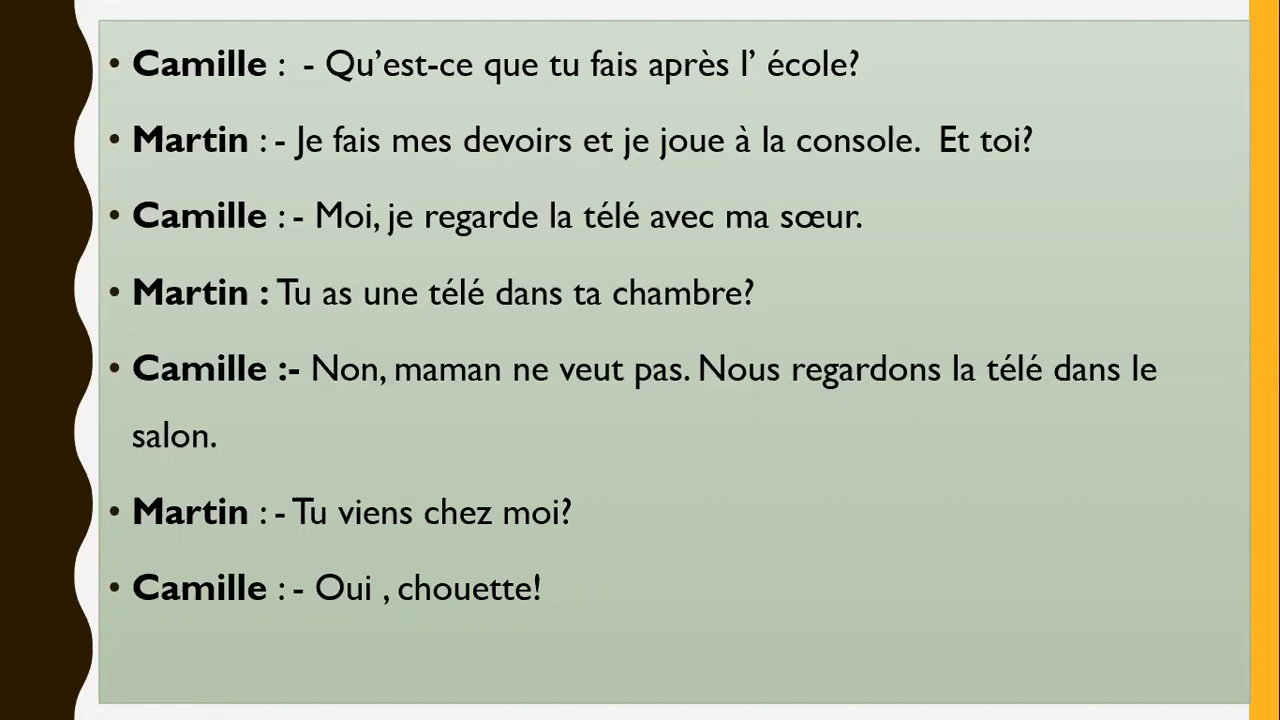 • Camille :  - Qu’est-ce que tu fais après l’ école?
• Martin : - Je fais mes devoirs et je joue à la console.  Et toi?
• Camille : - Moi, je regarde la télé avec ma sœur.
• Martin : Tu as une télé dans ta chambre?
• Camille :- Non, maman ne veut pas. Nous regardons la télé dans le
salon.
• Martin : - Tu viens chez moi?
• Camille : - Oui , chouette!